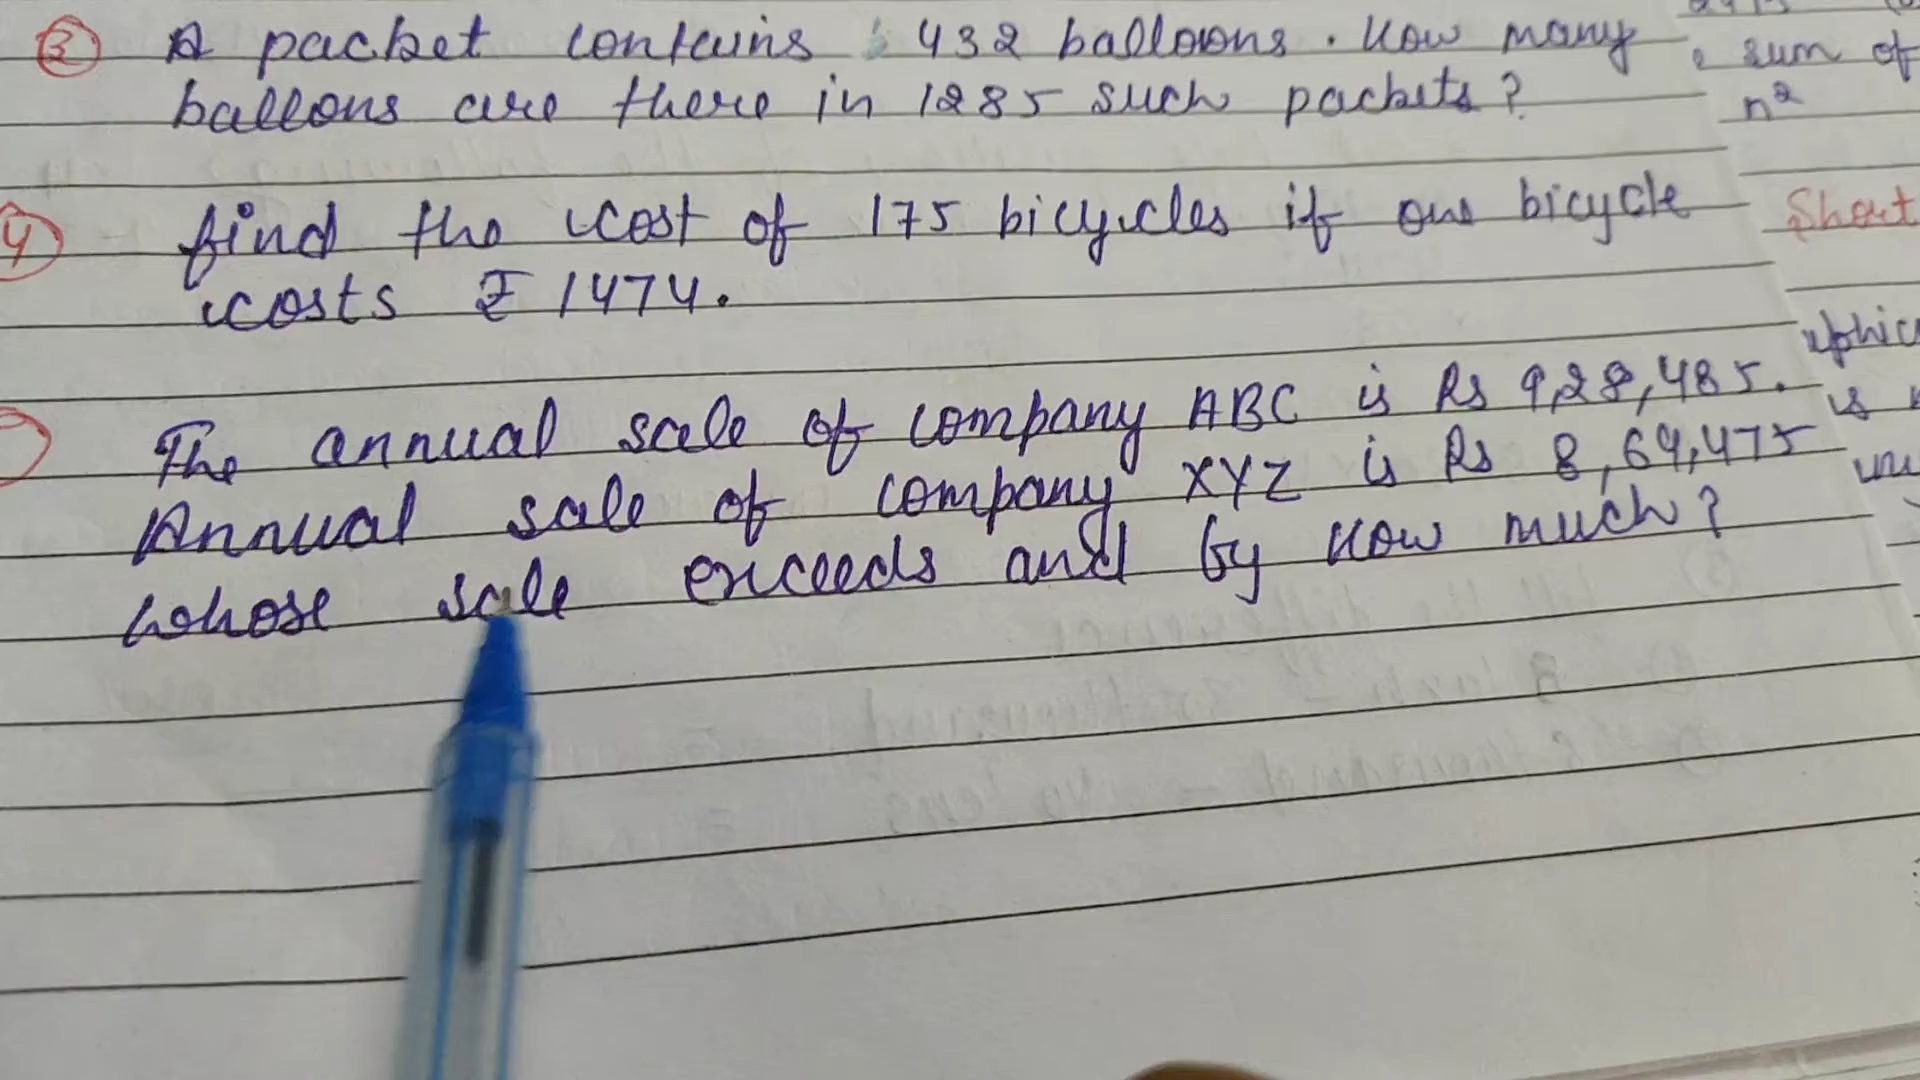 ③ A packet contains 432 balloons. How many
ballons are there in 1285 such packets?
④ find the cost of 175 bicycles if one bicycle
costs ₹ 1474.
The annual sale of company ABC is Rs 9,28,485.
Annual sale of company XYZ is Rs 8,64,475
whose sale exceeds and by how much?
sum of
n²
Short
is